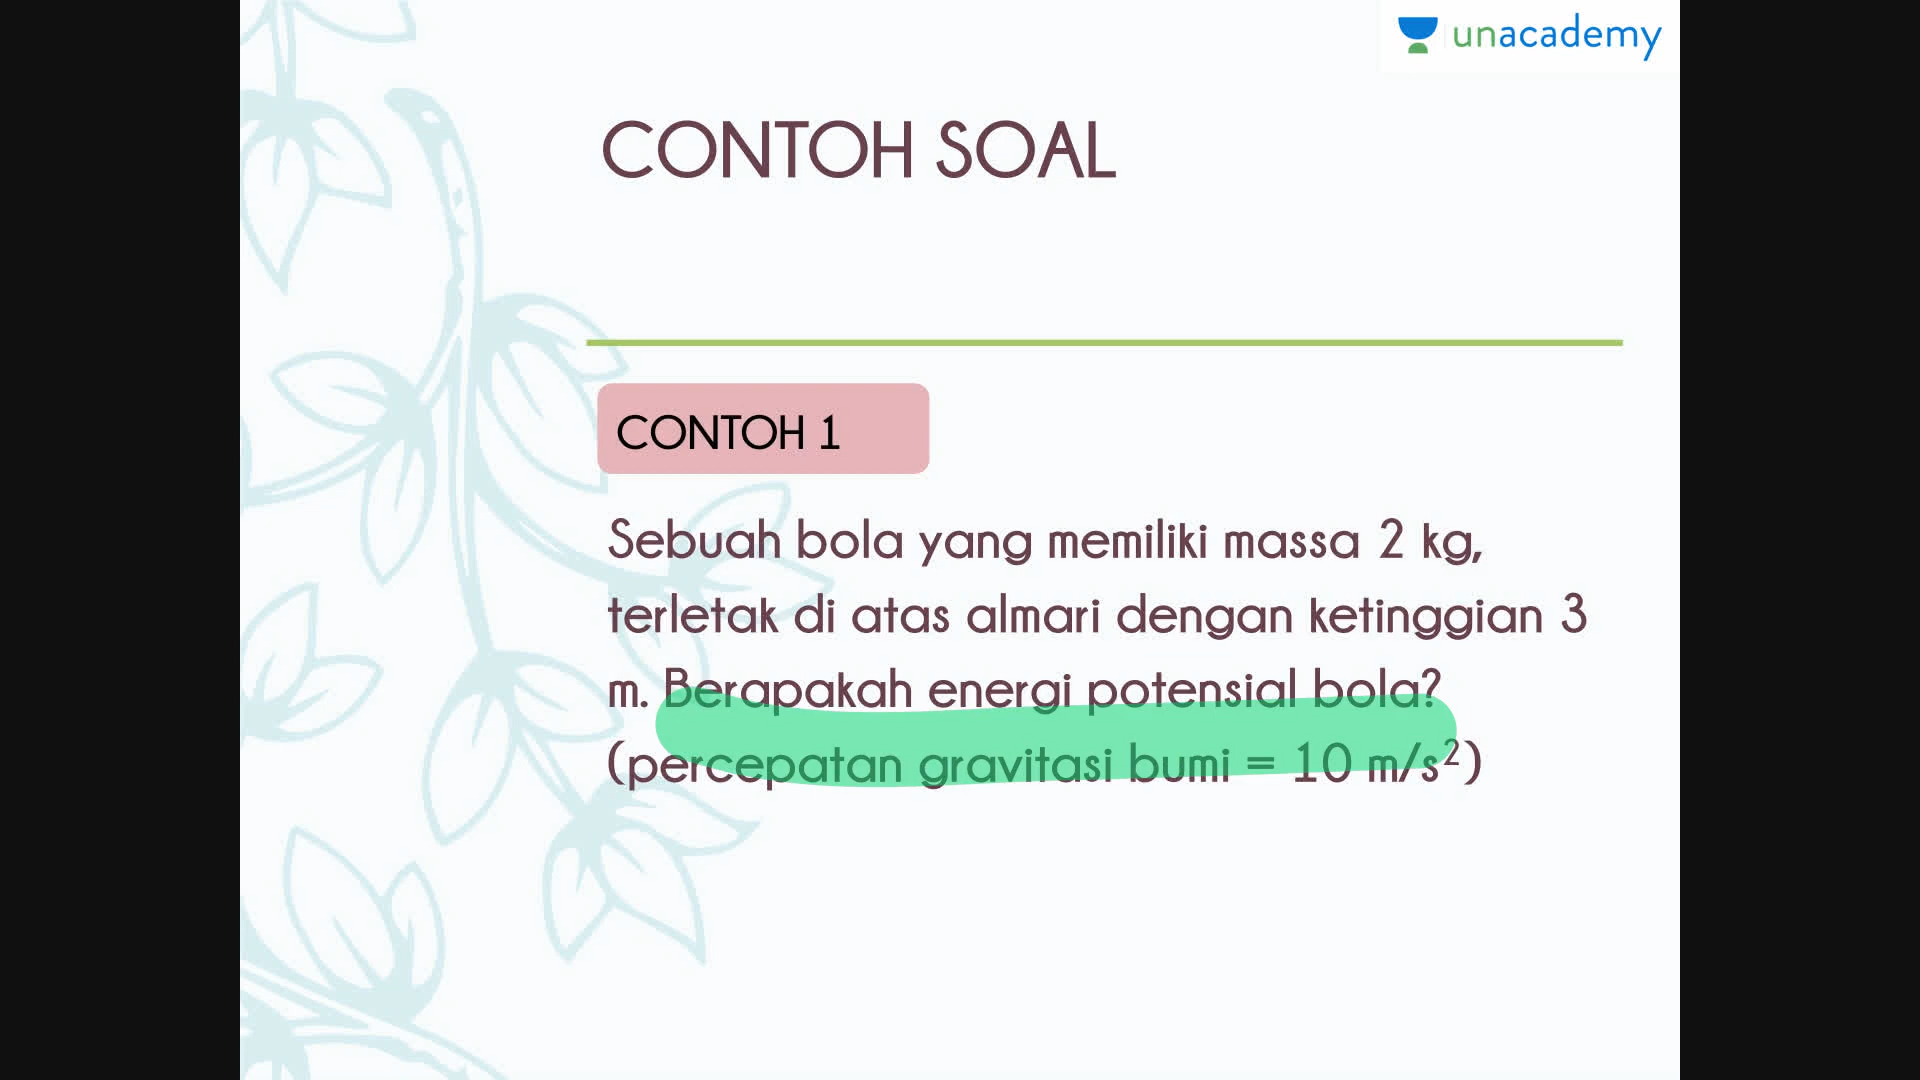 unacademy
CONTOH SOAL
CONTOH 1
Sebuah bola yang memiliki massa 2 kg,
terletak di atas almari dengan ketinggian 3
m. Berapakah energi potensial bola?
(percepatan gravitasi bumi = 10 m/s²)